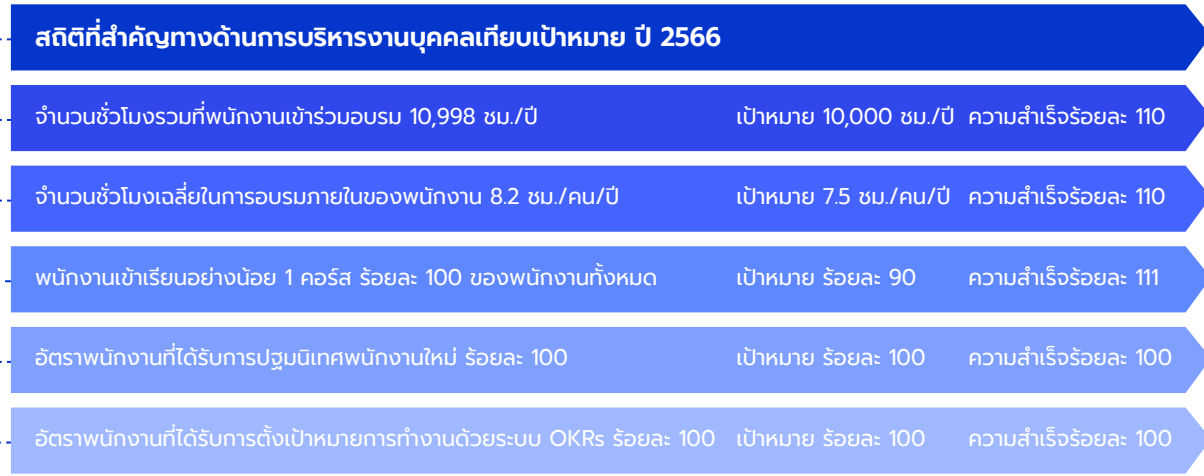 สถิติที่สำคัญทางด้านการบริหารงานบุคคลเทียบเป้าหมาย ปี 2566
จำนวนชั่วโมงรวมที่พนักงานเข้าร่วมอบรม 10,998 ชม./ปี เป้าหมาย 10,000 ชม./ปี ความสำเร็จร้อยละ 110
จำนวนชั่วโมงเฉลี่ยในการอบรมภายในของพนักงาน 8.2 ชม./คน/ปี เป้าหมาย 7.5 ชม./คน/ปี ความสำเร็จร้อยละ 110
พนักงานเข้าเรียนอย่างน้อย 1 คอร์ส ร้อยละ 100 ของพนักงานทั้งหมด เป้าหมาย ร้อยละ 90 ความสำเร็จร้อยละ 111
อัตราพนักงานที่ได้รับการปฐมนิเทศพนักงานใหม่ ร้อยละ 100 เป้าหมาย ร้อยละ 100 ความสำเร็จร้อยละ 100
อัตราพนักงานที่ได้รับการตั้งเป้าหมายการทำงานด้วยระบบ OKRs ร้อยละ 100 เป้าหมาย ร้อยละ 100 ความสำเร็จร้อยละ 100